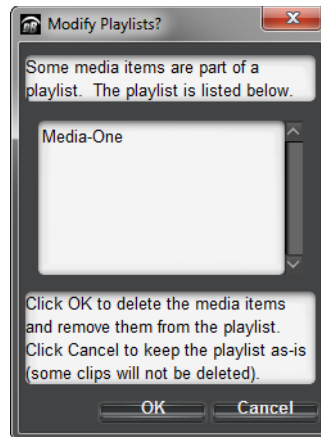 DR Modify Playlists?
Some media items are part of a
playlist. The playlist is listed below.
Media-One
Click OK to delete the media items
and remove them from the playlist.
Click Cancel to keep the playlist as-is
(some clips will not be deleted).
OK Cancel